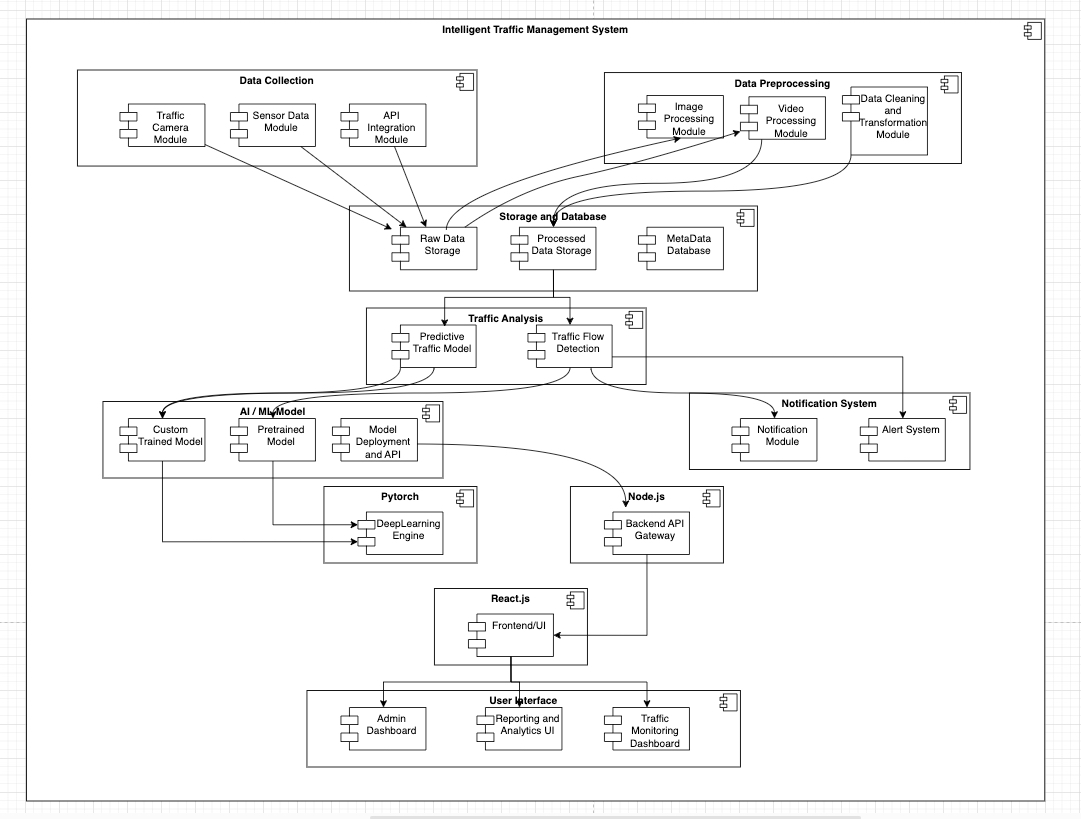 Intelligent Traffic Management System
Data Collection
Traffic
Camera
Module
Sensor Data
Module
API
Integration
Module
Data Preprocessing
Image
Processing
Module
Video
Processing
Module
Data Cleaning
and
Transformation
Module
Storage and Database
Raw Data
Storage
Processed
Data Storage
MetaData
Database
Traffic Analysis
Predictive
Traffic Model
Traffic Flow
Detection
AI / ML Model
Custom
Trained Model
Pretrained
Model
Model
Deployment
and API
Notification System
Notification
Module
Alert System
Pytorch
DeepLearning
Engine
Node.js
Backend API
Gateway
React.js
Frontend/UI
User Interface
Admin
Dashboard
Reporting and
Analytics UI
Traffic
Monitoring
Dashboard